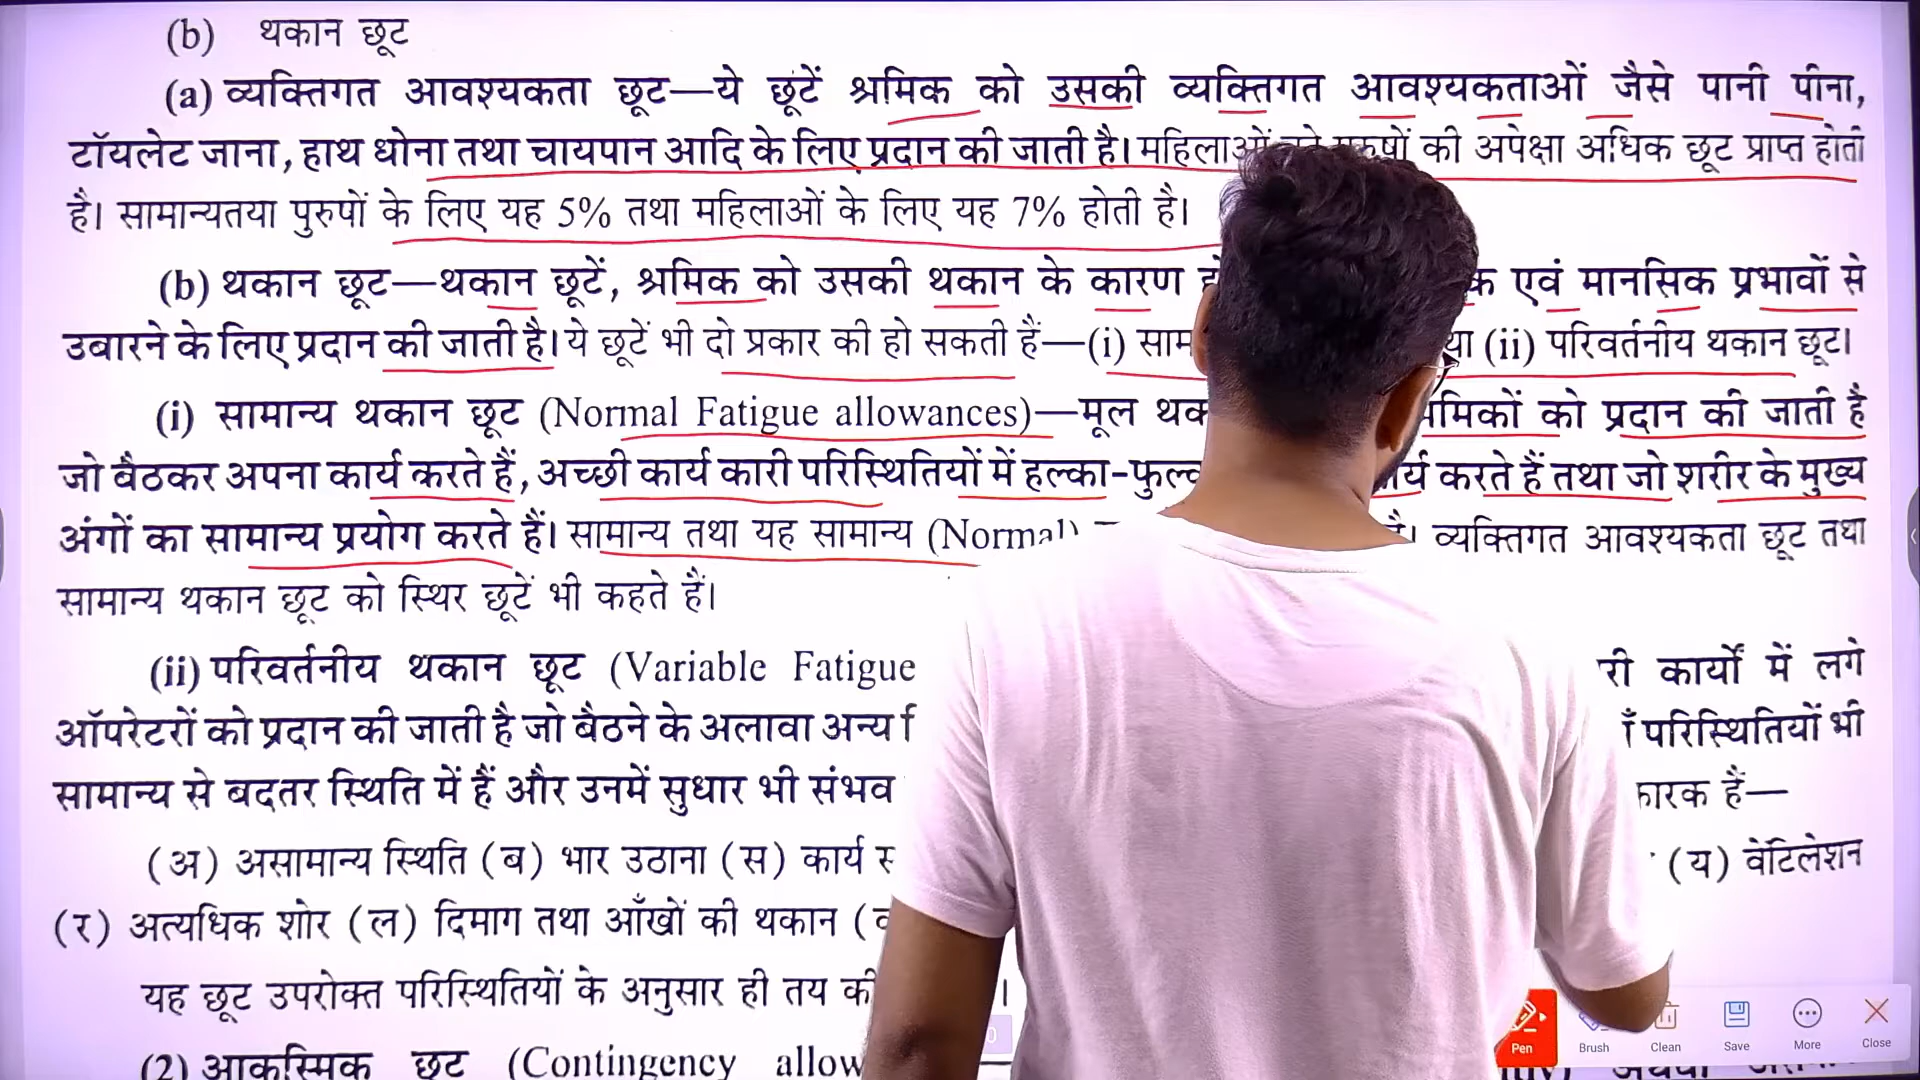 (b) थकान छूट
(a) व्यक्तिगत आवश्यकता छूट—ये छूटें श्रमिक को उसकी व्यक्तिगत आवश्यकताओं जैसे पानी पीना,
टॉयलेट जाना, हाथ धोना तथा चायपान आदि के लिए प्रदान की जाती है। महिलाओं की अपेक्षा अधिक छूट प्राप्त होती
है। सामान्यतया पुरुषों के लिए यह 5% तथा महिलाओं के लिए यह 7% होती है।
(b) थकान छूट—थकान छूटें, श्रमिक को उसकी थकान के कारण एवं मानसिक प्रभावों से
उबारने के लिए प्रदान की जाती है। ये छूटें भी दो प्रकार की हो सकती हैं—(i) (ii) परिवर्तनीय थकान छूट।
(i) सामान्य थकान छूट (Normal Fatigue allowances)—मूल को प्रदान की जाती है
जो बैठकर अपना कार्य करते हैं, अच्छी कार्य कारी परिस्थितियों में हल्का- करते हैं तथा जो शरीर के मुख्य
अंगों का सामान्य प्रयोग करते हैं। सामान्य तथा यह सामान्य (Normal) व्यक्तिगत आवश्यकता छूट तथा
सामान्य थकान छूट को स्थिर छूटें भी कहते हैं।
(ii) परिवर्तनीय थकान छूट (Variable Fatigue कार्यों में लगे
ऑपरेटरों को प्रदान की जाती है जो बैठने के अलावा अन्य परिस्थितियों भी
सामान्य से बदतर स्थिति में हैं और उनमें सुधार भी संभव हैं—
(अ) असामान्य स्थिति (ब) भार उठाना (स) कार्य (य) वेंटिलेशन
(र) अत्यधिक शोर (ल) दिमाग तथा आँखों की थकान
यह छूट उपरोक्त परिस्थितियों के अनुसार ही तय की
(2) आकस्मिक छूट (Contingency
Pen Brush Clean Save More Close